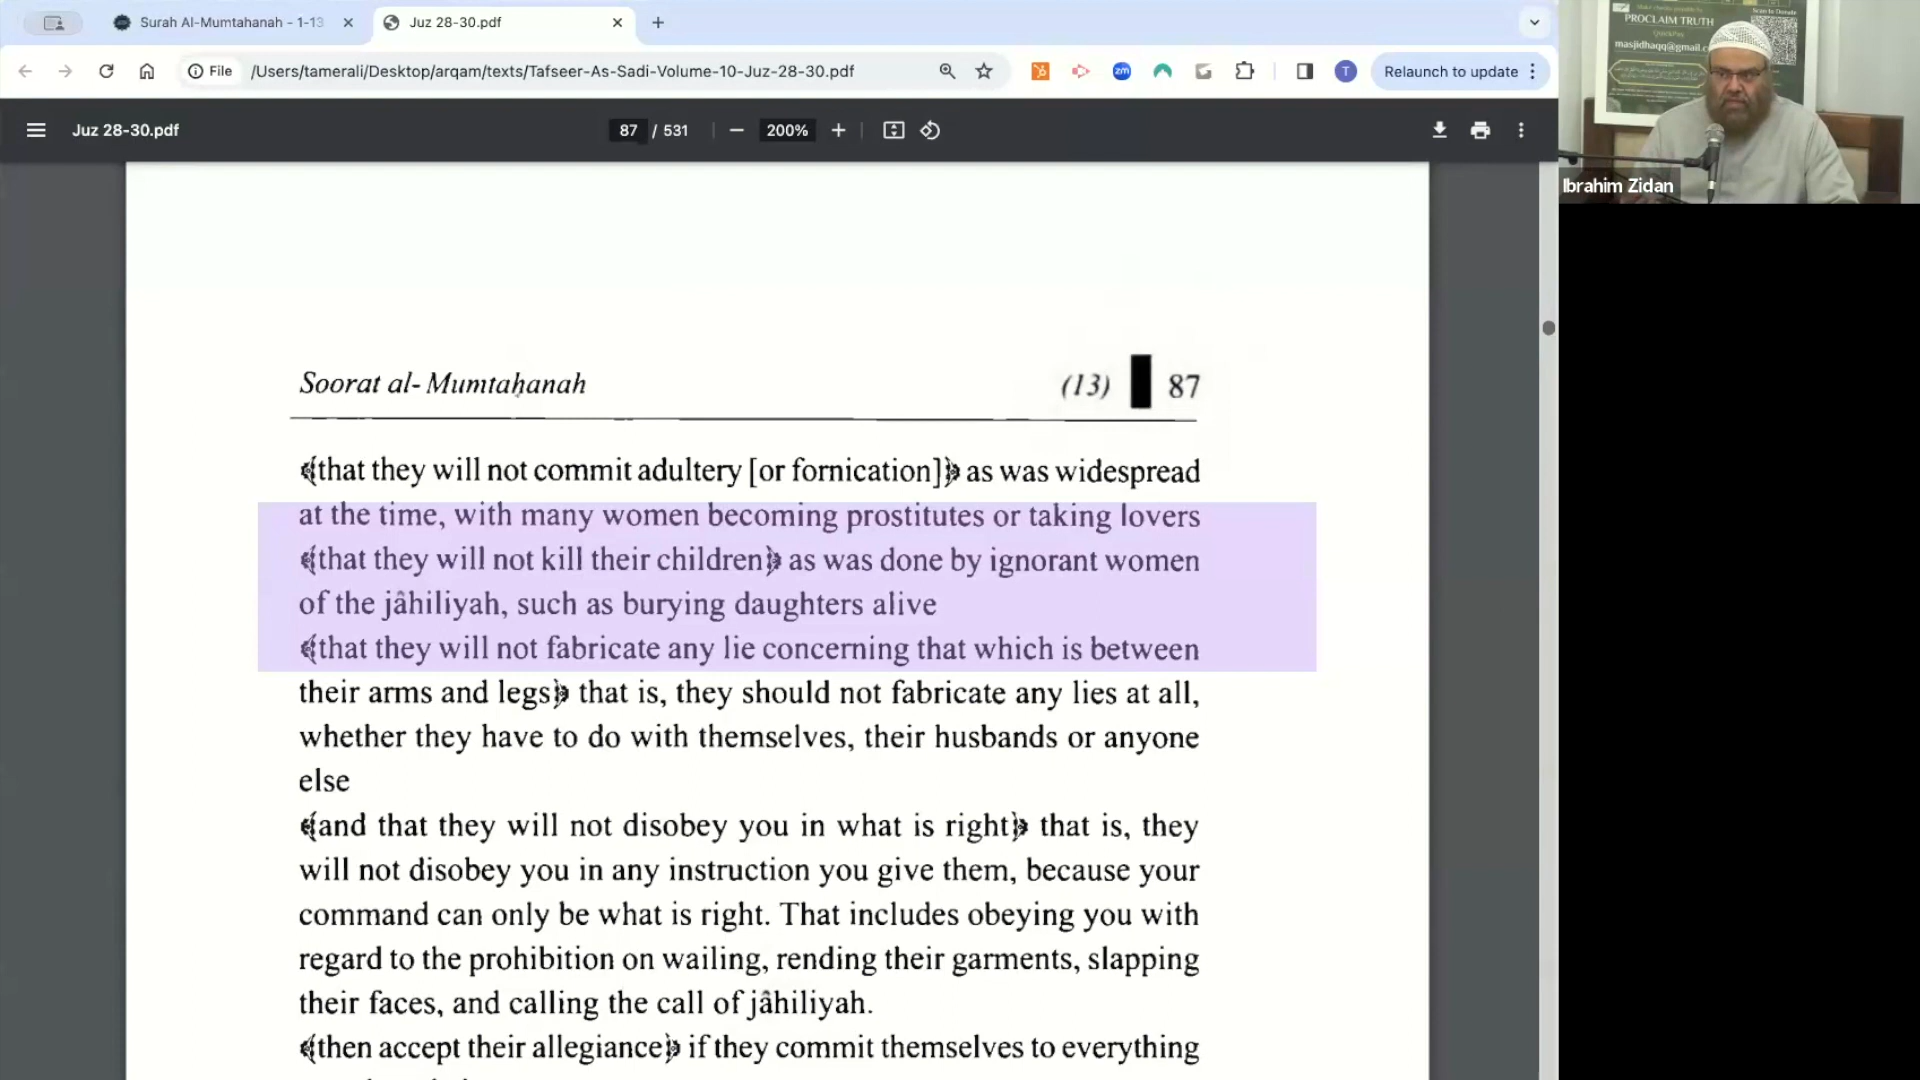 Surah Al-Mumtahanah - 1-13
Juz 28-30.pdf
File
/Users/tamerali/Desktop/arqam/texts/Tafseer-As-Sadi-Volume-10-Juz-28-30.pdf
zm
T
Relaunch to update
Juz 28-30.pdf
87 / 531
200%
PROCLAIM TRUTH
masjidhaqq@gmail.c
Scan to Donate
Ibrahim Zidan
Soorat al-Mumtaḥanah
(13) 87
﴾that they will not commit adultery [or fornication]﴿ as was widespread
at the time, with many women becoming prostitutes or taking lovers
﴾that they will not kill their children﴿ as was done by ignorant women
of the jâhiliyah, such as burying daughters alive
﴾that they will not fabricate any lie concerning that which is between
their arms and legs﴿ that is, they should not fabricate any lies at all,
whether they have to do with themselves, their husbands or anyone
else
﴾and that they will not disobey you in what is right﴿ that is, they
will not disobey you in any instruction you give them, because your
command can only be what is right. That includes obeying you with
regard to the prohibition on wailing, rending their garments, slapping
their faces, and calling the call of jâhiliyah.
﴾then accept their allegiance﴿ if they commit themselves to everything